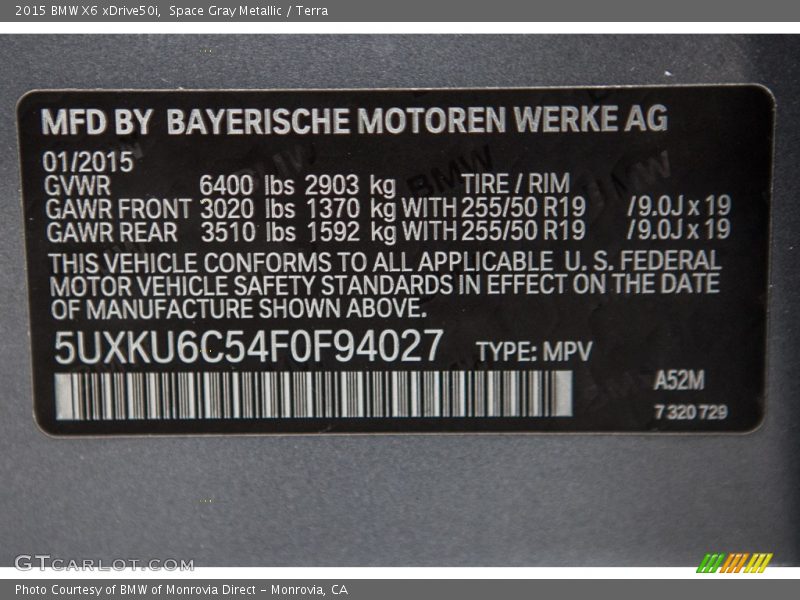 2015 BMW X6 xDrive50i, Space Gray Metallic / Terra
MFD BY BAYERISCHE MOTOREN WERKE AG
01/2015
GVWR 6400 lbs 2903 kg TIRE / RIM
GAWR FRONT 3020 lbs 1370 kg WITH 255/50 R19 /9.0J x 19
GAWR REAR 3510 lbs 1592 kg WITH 255/50 R19 /9.0J x 19
THIS VEHICLE CONFORMS TO ALL APPLICABLE U. S. FEDERAL
MOTOR VEHICLE SAFETY STANDARDS IN EFFECT ON THE DATE
OF MANUFACTURE SHOWN ABOVE.
5UXKU6C54F0F94027 TYPE: MPV
A52M
7 320 729
GTCARLOT.COM
Photo Courtesy of BMW of Monrovia Direct - Monrovia, CA